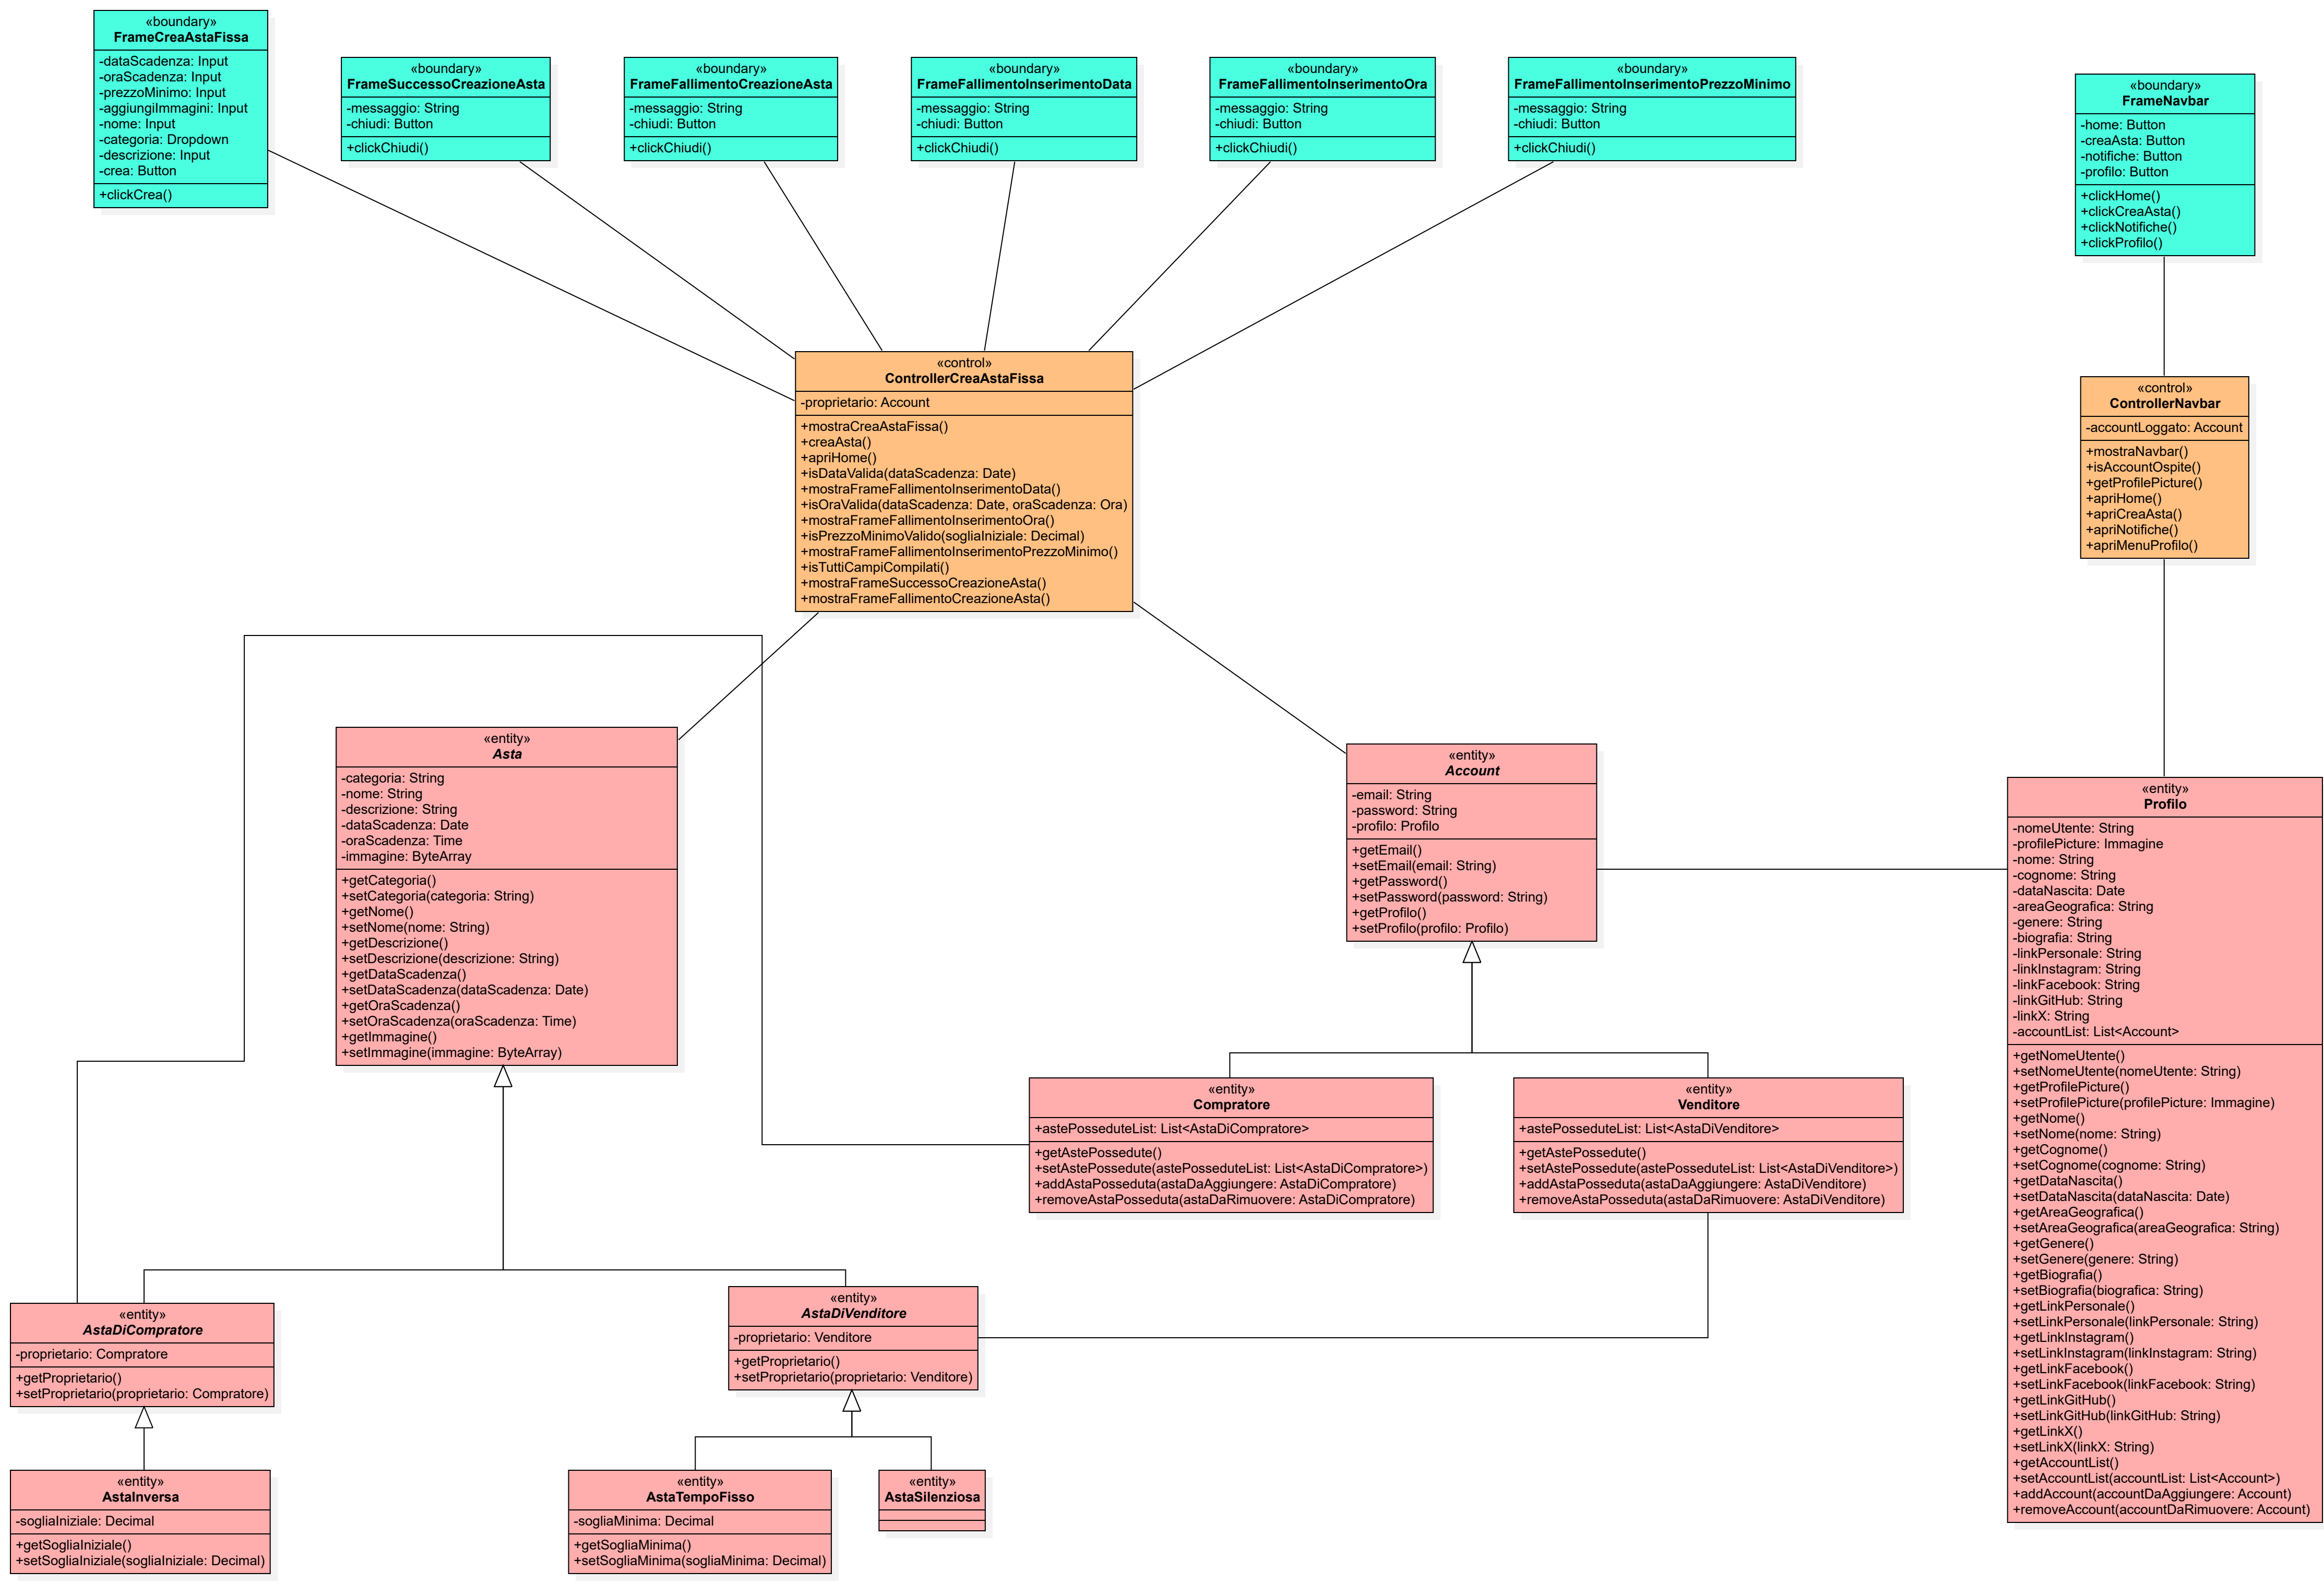 «boundary»
FrameCreaAstaFissa
-dataScadenza: Input
-oraScadenza: Input
-prezzoMinimo: Input
-aggiungiImmagini: Input
-nome: Input
-categoria: Dropdown
-descrizione: Input
-crea: Button
+clickCrea()
«boundary»
FrameSuccessoCreazioneAsta
-messaggio: String
-chiudi: Button
+clickChiudi()
«boundary»
FrameFallimentoCreazioneAsta
-messaggio: String
-chiudi: Button
+clickChiudi()
«boundary»
FrameFallimentoInserimentoData
-messaggio: String
-chiudi: Button
+clickChiudi()
«boundary»
FrameFallimentoInserimentoOra
-messaggio: String
-chiudi: Button
+clickChiudi()
«boundary»
FrameFallimentoInserimentoPrezzoMinimo
-messaggio: String
-chiudi: Button
+clickChiudi()
«boundary»
FrameNavbar
-home: Button
-creaAsta: Button
-notifiche: Button
-profilo: Button
+clickHome()
+clickCreaAsta()
+clickNotifiche()
+clickProfilo()
«control»
ControllerCreaAstaFissa
-proprietario: Account
+mostraCreaAstaFissa()
+creaAsta()
+apriHome()
+isDataValida(dataScadenza: Date)
+mostraFrameFallimentoInserimentoData()
+isOraValida(dataScadenza: Date, oraScadenza: Ora)
+mostraFrameFallimentoInserimentoOra()
+isPrezzoMinimoValido(sogliaIniziale: Decimal)
+mostraFrameFallimentoInserimentoPrezzoMinimo()
+isTuttiCampiCompilati()
+mostraFrameSuccessoCreazioneAsta()
+mostraFrameFallimentoCreazioneAsta()
«control»
ControllerNavbar
-accountLoggato: Account
+mostraNavbar()
+isAccountOspite()
+getProfilePicture()
+apriHome()
+apriCreaAsta()
+apriNotifiche()
+apriMenuProfilo()
«entity»
Asta
-categoria: String
-nome: String
-descrizione: String
-dataScadenza: Date
-oraScadenza: Time
-immagine: ByteArray
+getCategoria()
+setCategoria(categoria: String)
+getNome()
+setNome(nome: String)
+getDescrizione()
+setDescrizione(descrizione: String)
+getDataScadenza()
+setDataScadenza(dataScadenza: Date)
+getOraScadenza()
+setOraScadenza(oraScadenza: Time)
+getImmagine()
+setImmagine(immagine: ByteArray)
«entity»
Account
-email: String
-password: String
-profilo: Profilo
+getEmail()
+setEmail(email: String)
+getPassword()
+setPassword(password: String)
+getProfilo()
+setProfilo(profilo: Profilo)
«entity»
Profilo
-nomeUtente: String
-profilePicture: Immagine
-nome: String
-cognome: String
-dataNascita: Date
-areaGeografica: String
-genere: String
-biografia: String
-linkPersonale: String
-linkInstagram: String
-linkFacebook: String
-linkGitHub: String
-linkX: String
-accountList: List<Account>
+getNomeUtente()
+setNomeUtente(nomeUtente: String)
+getProfilePicture()
+setProfilePicture(profilePicture: Immagine)
+getNome()
+setNome(nome: String)
+getCognome()
+setCognome(cognome: String)
+getDataNascita()
+setDataNascita(dataNascita: Date)
+getAreaGeografica()
+setAreaGeografica(areaGeografica: String)
+getGenere()
+setGenere(genere: String)
+getBiografia()
+setBiografia(biografica: String)
+getLinkPersonale()
+setLinkPersonale(linkPersonale: String)
+getLinkInstagram()
+setLinkInstagram(linkInstagram: String)
+getLinkFacebook()
+setLinkFacebook(linkFacebook: String)
+getLinkGitHub()
+setLinkGitHub(linkGitHub: String)
+getLinkX()
+setLinkX(linkX: String)
+getAccountList()
+setAccountList(accountList: List<Account>)
+addAccount(accountDaAggiungere: Account)
+removeAccount(accountDaRimuovere: Account)
«entity»
Compratore
+astePosseduteList: List<AstaDiCompratore>
+getAstePossedute()
+setAstePossedute(astePosseduteList: List<AstaDiCompratore>)
+addAstaPosseduta(astaDaAggiungere: AstaDiCompratore)
+removeAstaPosseduta(astaDaRimuovere: AstaDiCompratore)
«entity»
Venditore
+astePosseduteList: List<AstaDiVenditore>
+getAstePossedute()
+setAstePossedute(astePosseduteList: List<AstaDiVenditore>)
+addAstaPosseduta(astaDaAggiungere: AstaDiVenditore)
+removeAstaPosseduta(astaDaRimuovere: AstaDiVenditore)
«entity»
AstaDiCompratore
-proprietario: Compratore
+getProprietario()
+setProprietario(proprietario: Compratore)
«entity»
AstaDiVenditore
-proprietario: Venditore
+getProprietario()
+setProprietario(proprietario: Venditore)
«entity»
AstaInversa
-sogliaIniziale: Decimal
+getSogliaIniziale()
+setSogliaIniziale(sogliaIniziale: Decimal)
«entity»
AstaTempoFisso
-sogliaMinima: Decimal
+getSogliaMinima()
+setSogliaMinima(sogliaMinima: Decimal)
«entity»
AstaSilenziosa